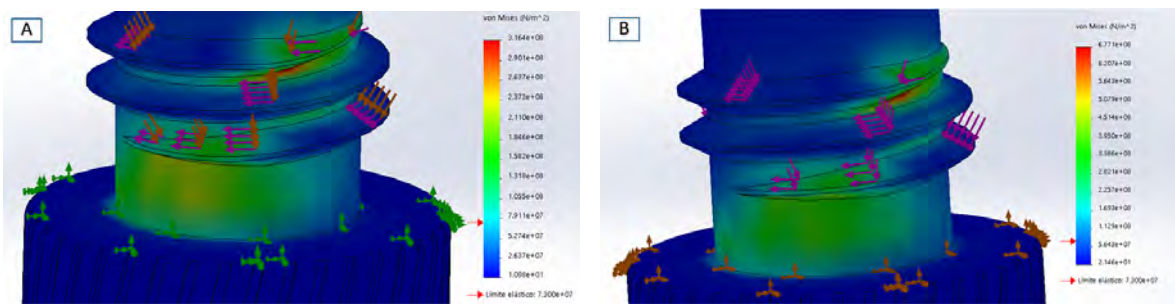 A
von Mises (N/m^2)
3.164e+08
2.901e+08
2.637e+08
2.373e+08
2.110e+08
1.846e+08
1.582e+08
1.318e+08
1.055e+08
7.911e+07
5.274e+07
2.637e+07
1.098e+01
Límite elástico: 7.300e+07
B
von Mises (N/m^2)
6.771e+08
6.207e+08
5.643e+08
5.079e+08
4.514e+08
3.950e+08
3.386e+08
2.821e+08
2.257e+08
1.693e+08
1.129e+08
5.643e+07
2.146e+01
Límite elástico: 7.300e+07